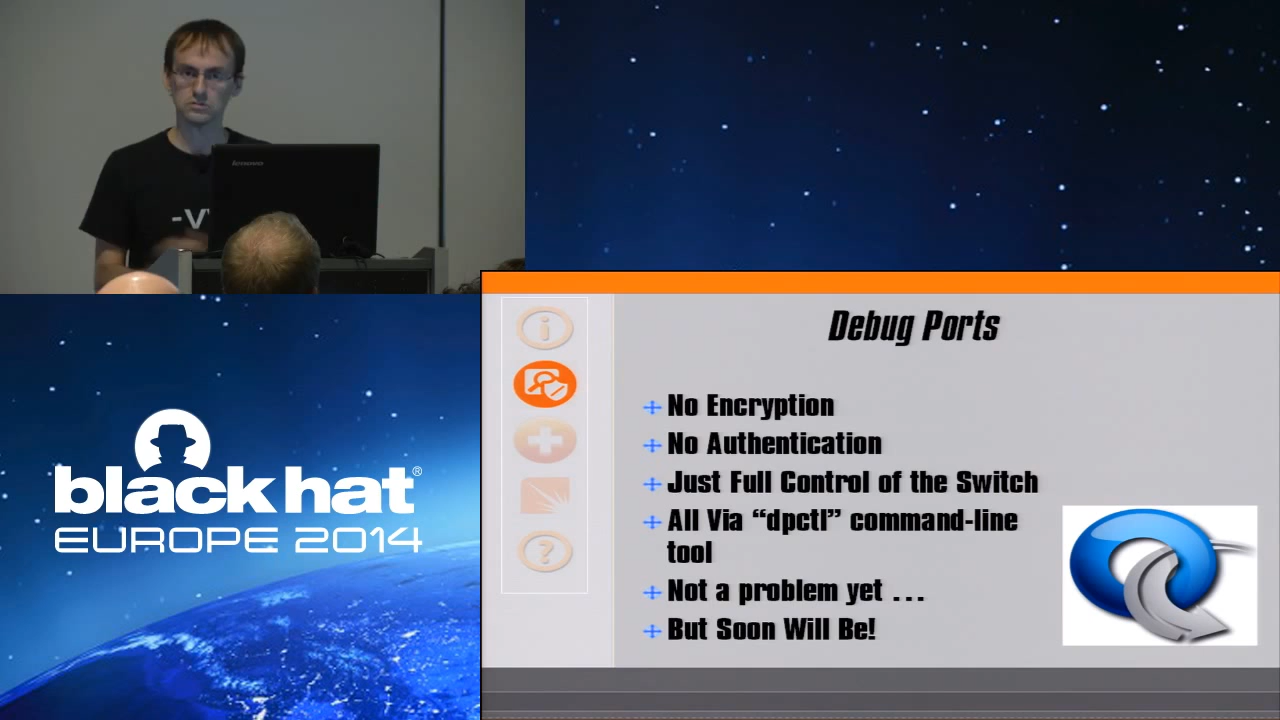 lenovo
-V
Debug Ports
No Encryption
No Authentication
Just Full Control of the Switch
All Via “dpctl” command-line
tool
Not a problem yet ...
But Soon Will Be!
black hat®
EUROPE 2014